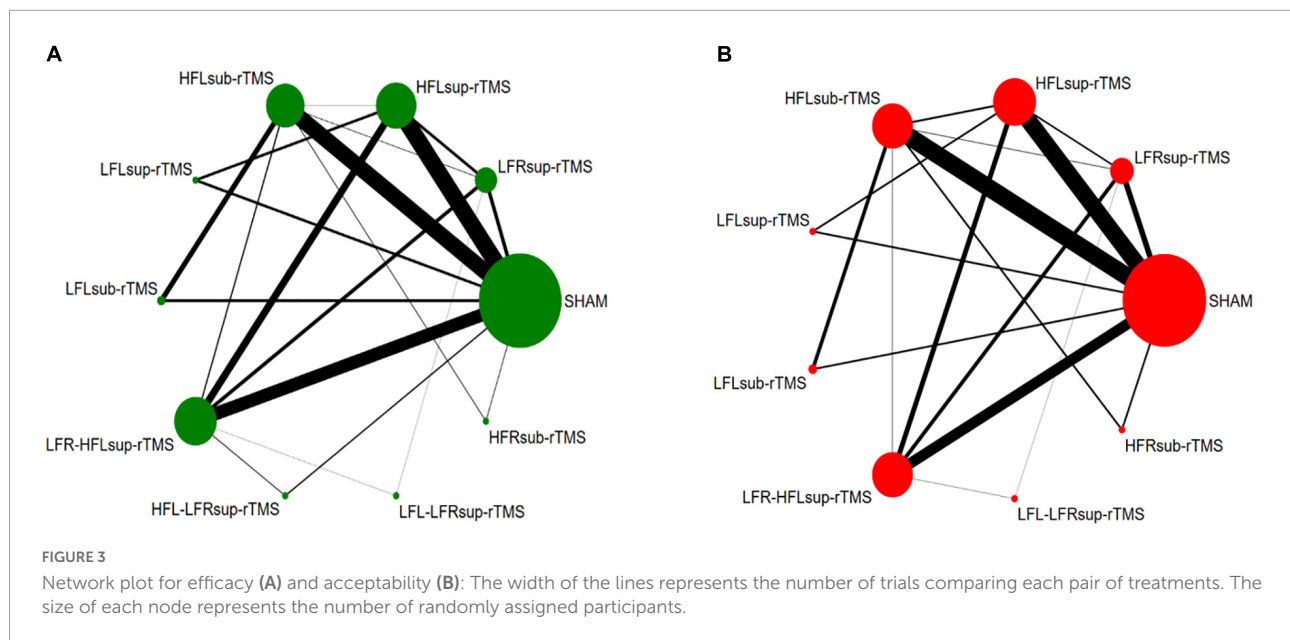 A
HFLsub-rTMS
HFLsup-rTMS
LFRsup-rTMS
LFLsup-rTMS
LFLsub-rTMS
SHAM
LFR-HFLsup-rTMS
HFRsub-rTMS
HFL-LFRsup-rTMS
LFL-LFRsup-rTMS
B
HFLsup-rTMS
HFLsub-rTMS
LFRsup-rTMS
LFLsup-rTMS
SHAM
LFLsub-rTMS
HFRsub-rTMS
LFR-HFLsup-rTMS
LFL-LFRsup-rTMS
FIGURE 3
Network plot for efficacy (A) and acceptability (B): The width of the lines represents the number of trials comparing each pair of treatments. The
size of each node represents the number of randomly assigned participants.